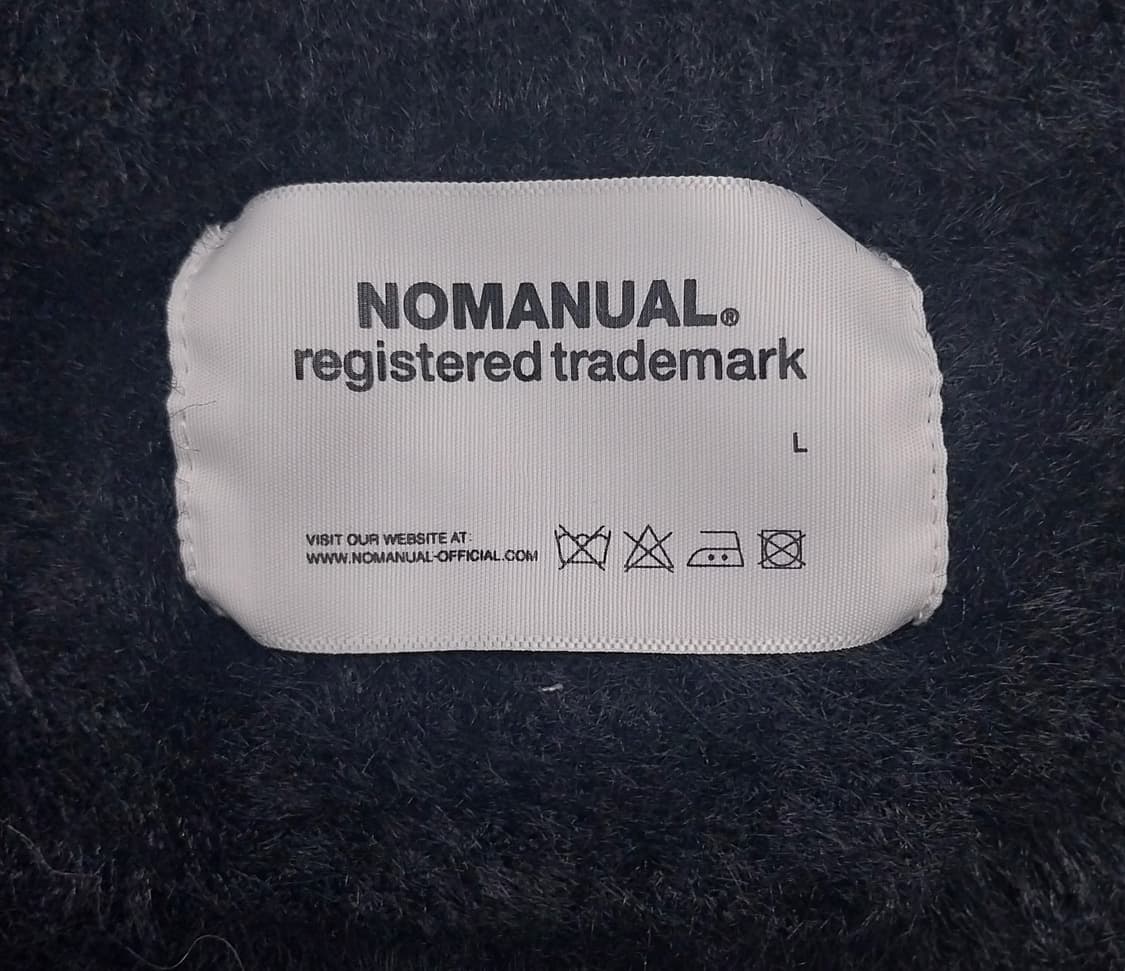 NOMANUAL®
registered trademark
L
VISIT OUR WEBSITE AT:
WWW.NOMANUAL-OFFICIAL.COM